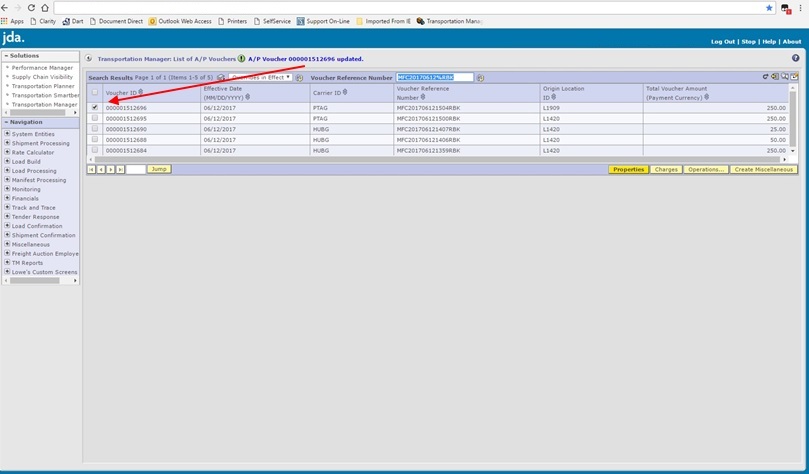 Apps Clarity Dart Document Direct Outlook Web Access Printers SelfService Support On-Line Imported From IE Transportation Mana
jda.
Log Out | Stop | Help | About
Solutions
Performance Manager
Supply Chain Visibility
Transportation Planner
Transportation Smartber
Transportation Manager
Navigation
System Entities
Shipment Processing
Rate Calculator
Load Build
Load Processing
Manifest Processing
Monitoring
Financials
Track and Trace
Tender Response
Load Confirmation
Shipment Confirmation
Miscellaneous
Freight Auction Employe
TM Reports
Lowe's Custom Screens
Transportation Manager: List of A/P Vouchers A/P Voucher 000001512696 updated.
Search Results Page 1 of 1 (Items 1-5 of 5) Overrides in Effect Voucher Reference Number MFC20170612%RBK
Voucher ID Effective Date (MM/DD/YYYY) Carrier ID Voucher Reference Number Origin Location ID Total Voucher Amount (Payment Currency)
000001512696 06/12/2017 PTAG MFC201706121504RBK L1909 250.00
000001512695 06/12/2017 PTAG MFC201706121500RBK L1420 250.00
000001512690 06/12/2017 HUBG MFC201706121407RBK L1420 25.00
000001512688 06/12/2017 HUBG MFC201706121406RBK L1420 50.00
000001512684 06/12/2017 HUBG MFC201706121359RBK L1420 250.00
Jump Properties Charges Operations... Create Miscellaneous